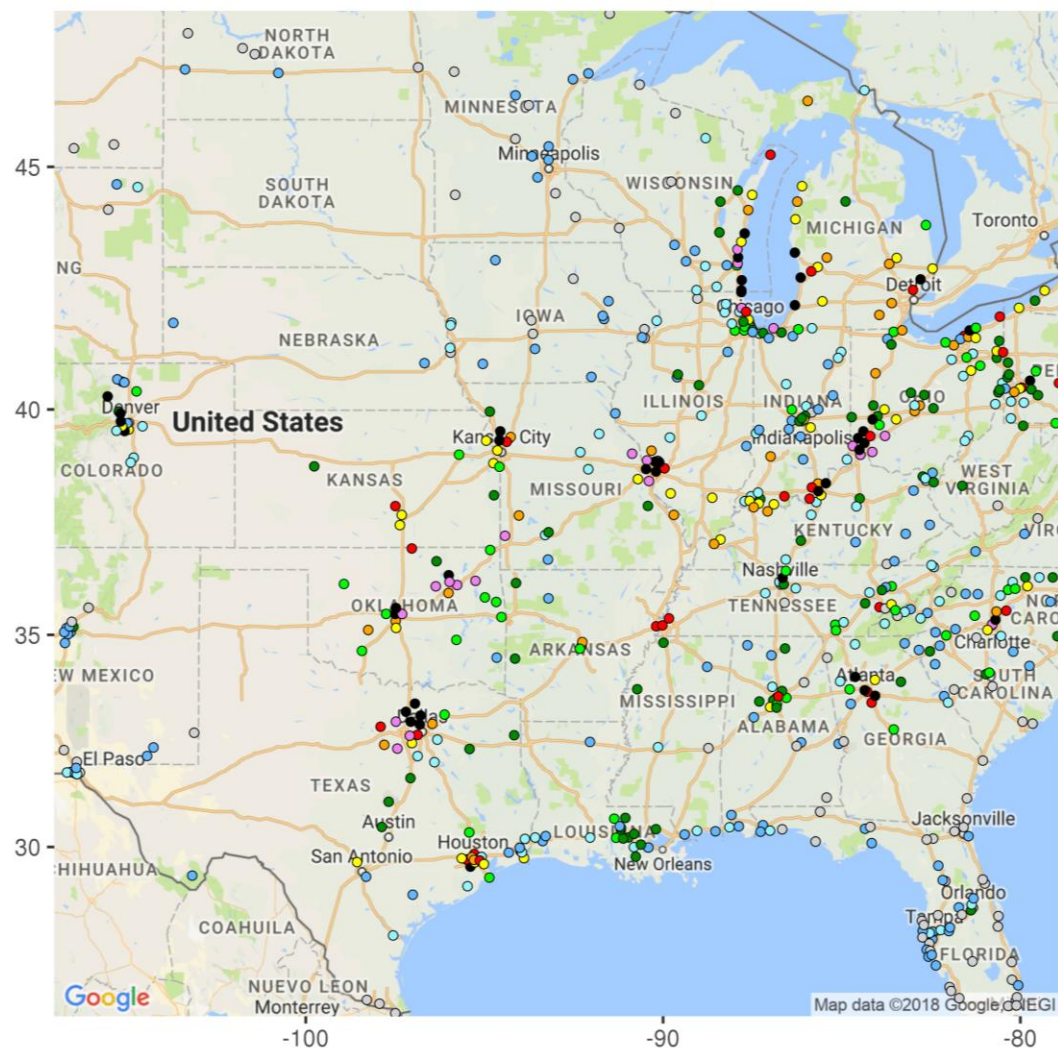 NORTH
DAKOTA
MINNESOTA
45
Minneapolis
WISCONSIN
SOUTH
DAKOTA
Toronto
MICHIGAN
NG
Detroit
Chicago
IOWA
NEBRASKA
ILLINOIS
INDIANA
OHIO
40
Denver
United States
Kansas City
Indianapolis
COLORADO
KANSAS
MISSOURI
WEST
VIRGINIA
KENTUCKY
Nashville
OKLAHOMA
TENNESSEE
35
ARKANSAS
Charlotte
EW MEXICO
Atlanta
SOUTH
CAROLINA
MISSISSIPPI
ALABAMA
GEORGIA
El Paso
TEXAS
Austin
LOUISIANA
Jacksonville
30
Houston
San Antonio
New Orleans
CHIHUAHUA
Orlando
COAHUILA
Tampa
FLORIDA
NUEVO LEON
Monterrey
Google
Map data ©2018 Google, INEGI
-100
-90
-80